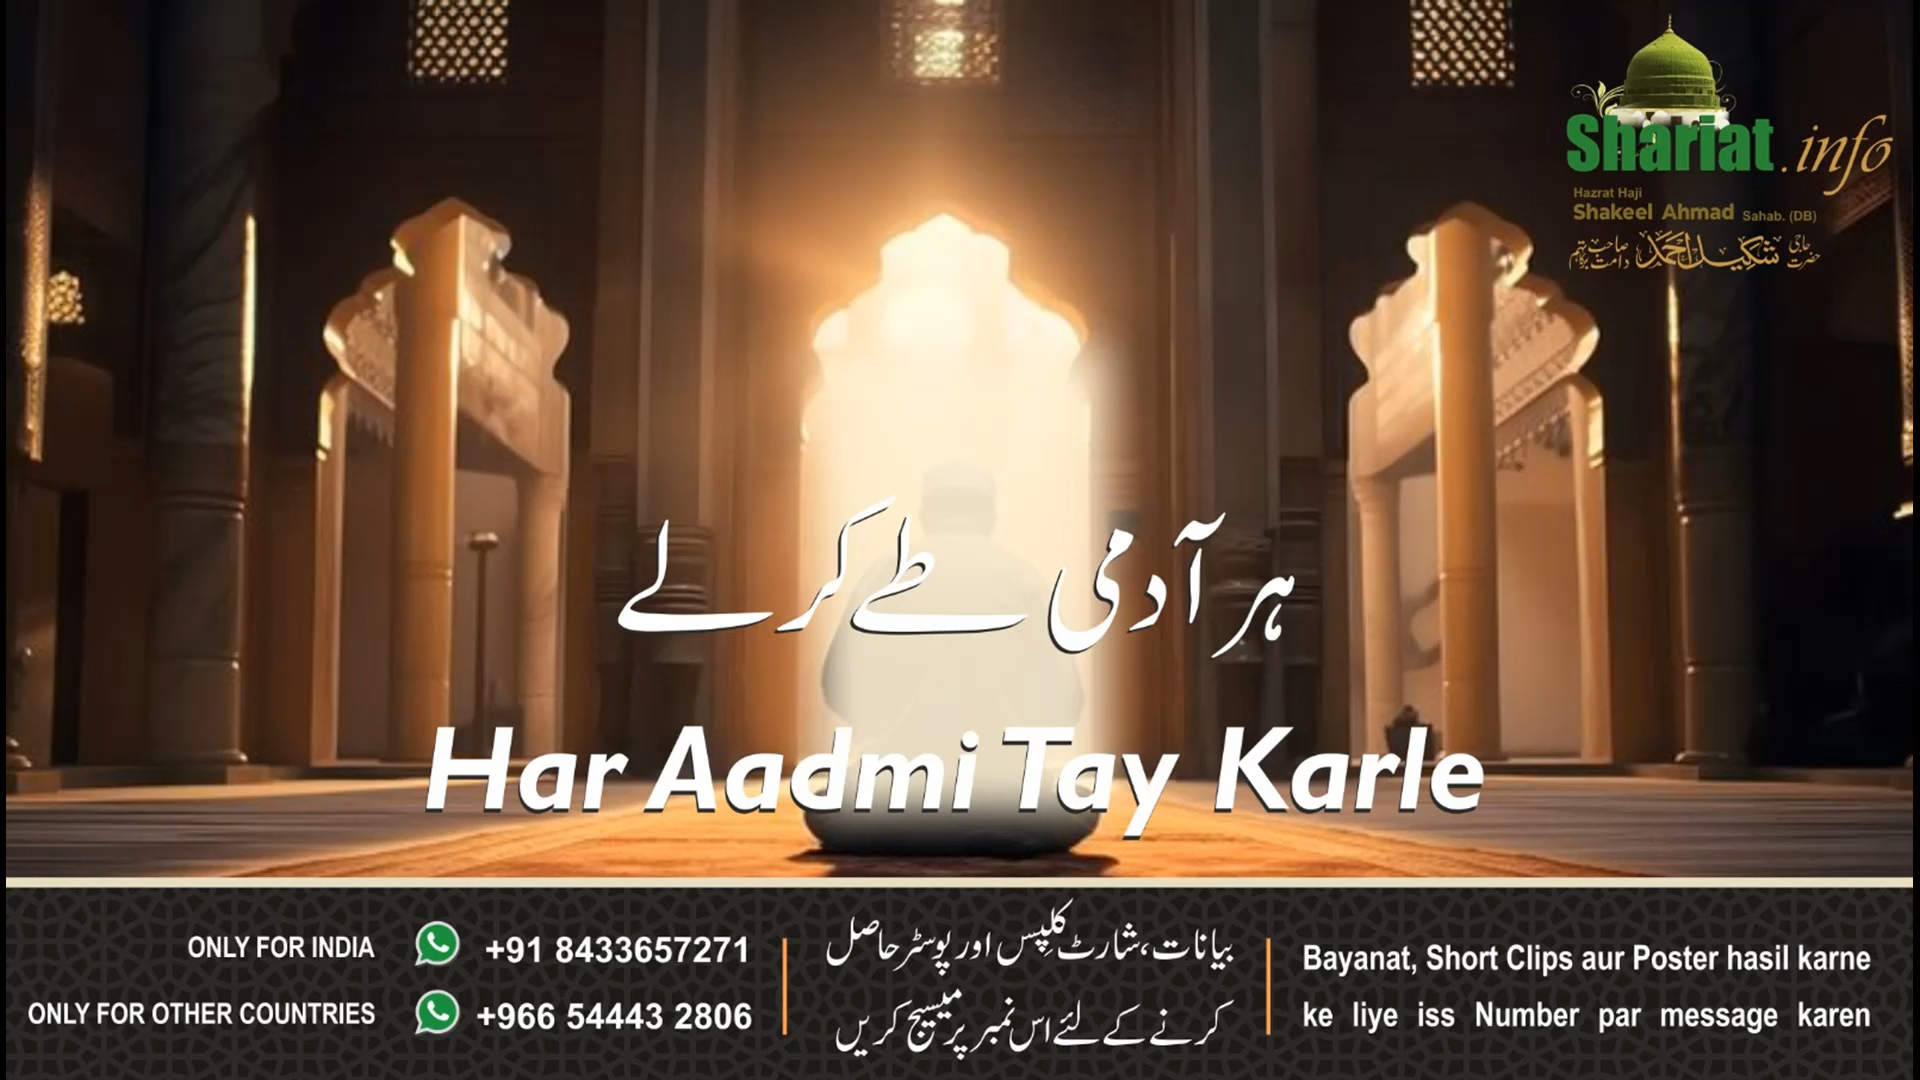 Shariat.info
Hazrat Haji
Shakeel Ahmad Sahab. (DB)
حضرت حاجی شکیل احمد صاحب دامت برکاتہم
ہر آدمی طے کرلے
Har Aadmi Tay Karle
ONLY FOR INDIA +91 8433657271
ONLY FOR OTHER COUNTRIES +966 54443 2806
بیانات، شارٹ کلپس اور پوسٹر حاصل
کرنے کے لئے اس نمبر پر میسیج کریں
Bayanat, Short Clips aur Poster hasil karne
ke liye iss Number par message karen